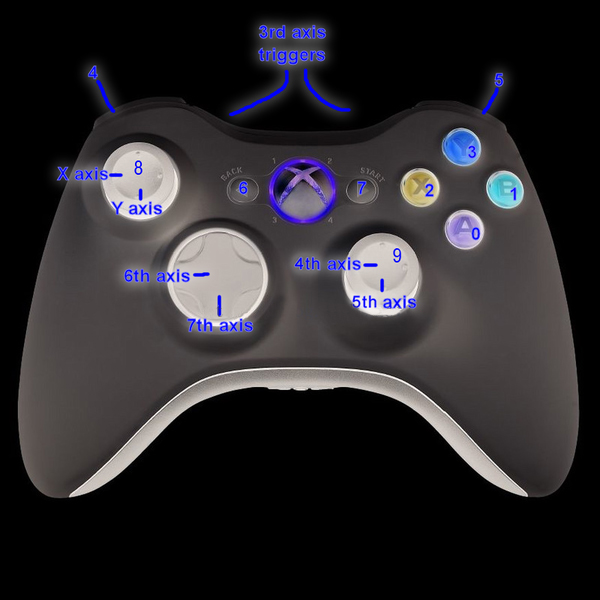 3rd axis
triggers
4
5
X axis
8
Y axis
BACK
6
1
2
3
4
START
7
Y
3
X
2
B
1
A
0
6th axis
7th axis
4th axis
9
5th axis